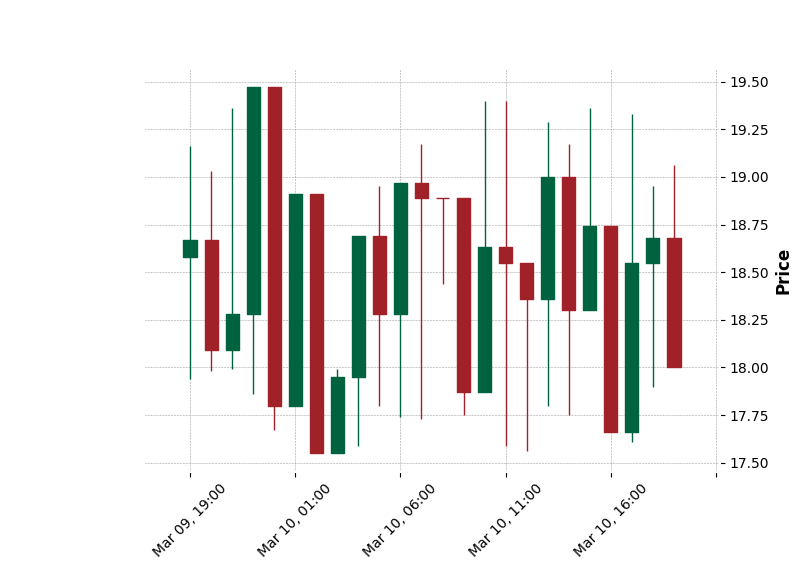 19.50
19.25
19.00
18.75
18.50
18.25
18.00
17.75
17.50
Price
Mar 09, 19:00
Mar 10, 01:00
Mar 10, 06:00
Mar 10, 11:00
Mar 10, 16:00